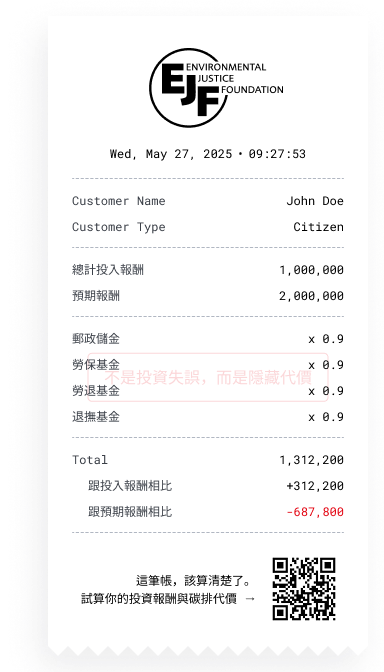 EJF ENVIRONMENTAL
JUSTICE
FOUNDATION
Wed, May 27, 2025 • 09:27:53
Customer Name John Doe
Customer Type Citizen
總計投入報酬 1,000,000
預期報酬 2,000,000
郵政儲金 x 0.9
勞保基金 x 0.9
不是投資失誤，而是隱藏代價
勞退基金 x 0.9
退撫基金 x 0.9
Total 1,312,200
跟投入報酬相比 +312,200
跟預期報酬相比 -687,800
這筆帳，該算清楚了。
試算你的投資報酬與碳排代價 →